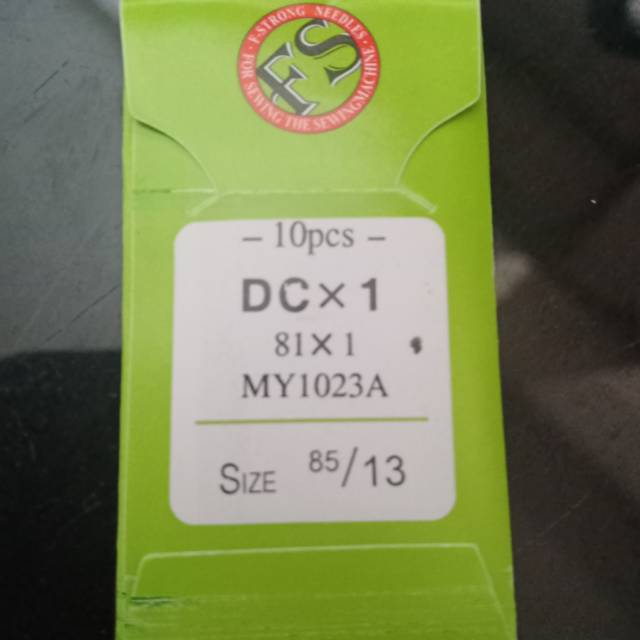 F-STRONG NEEDLES
FOR SEWING THE SEWINGMACHINE
FS
– 10pcs –
DC×1
81×1
MY1023A
SIZE 85/13